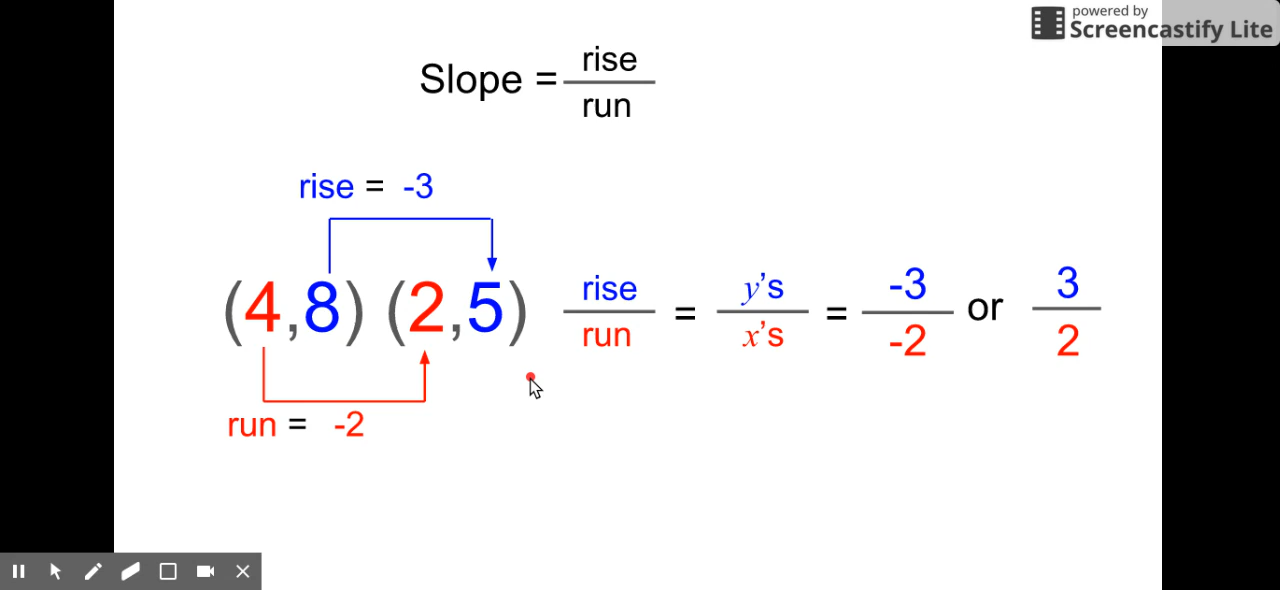 powered by
Screencastify Lite
Slope = rise
run
rise = -3
(4,8) (2,5) rise = y's = -3 or 3
run x's -2 2
run = -2